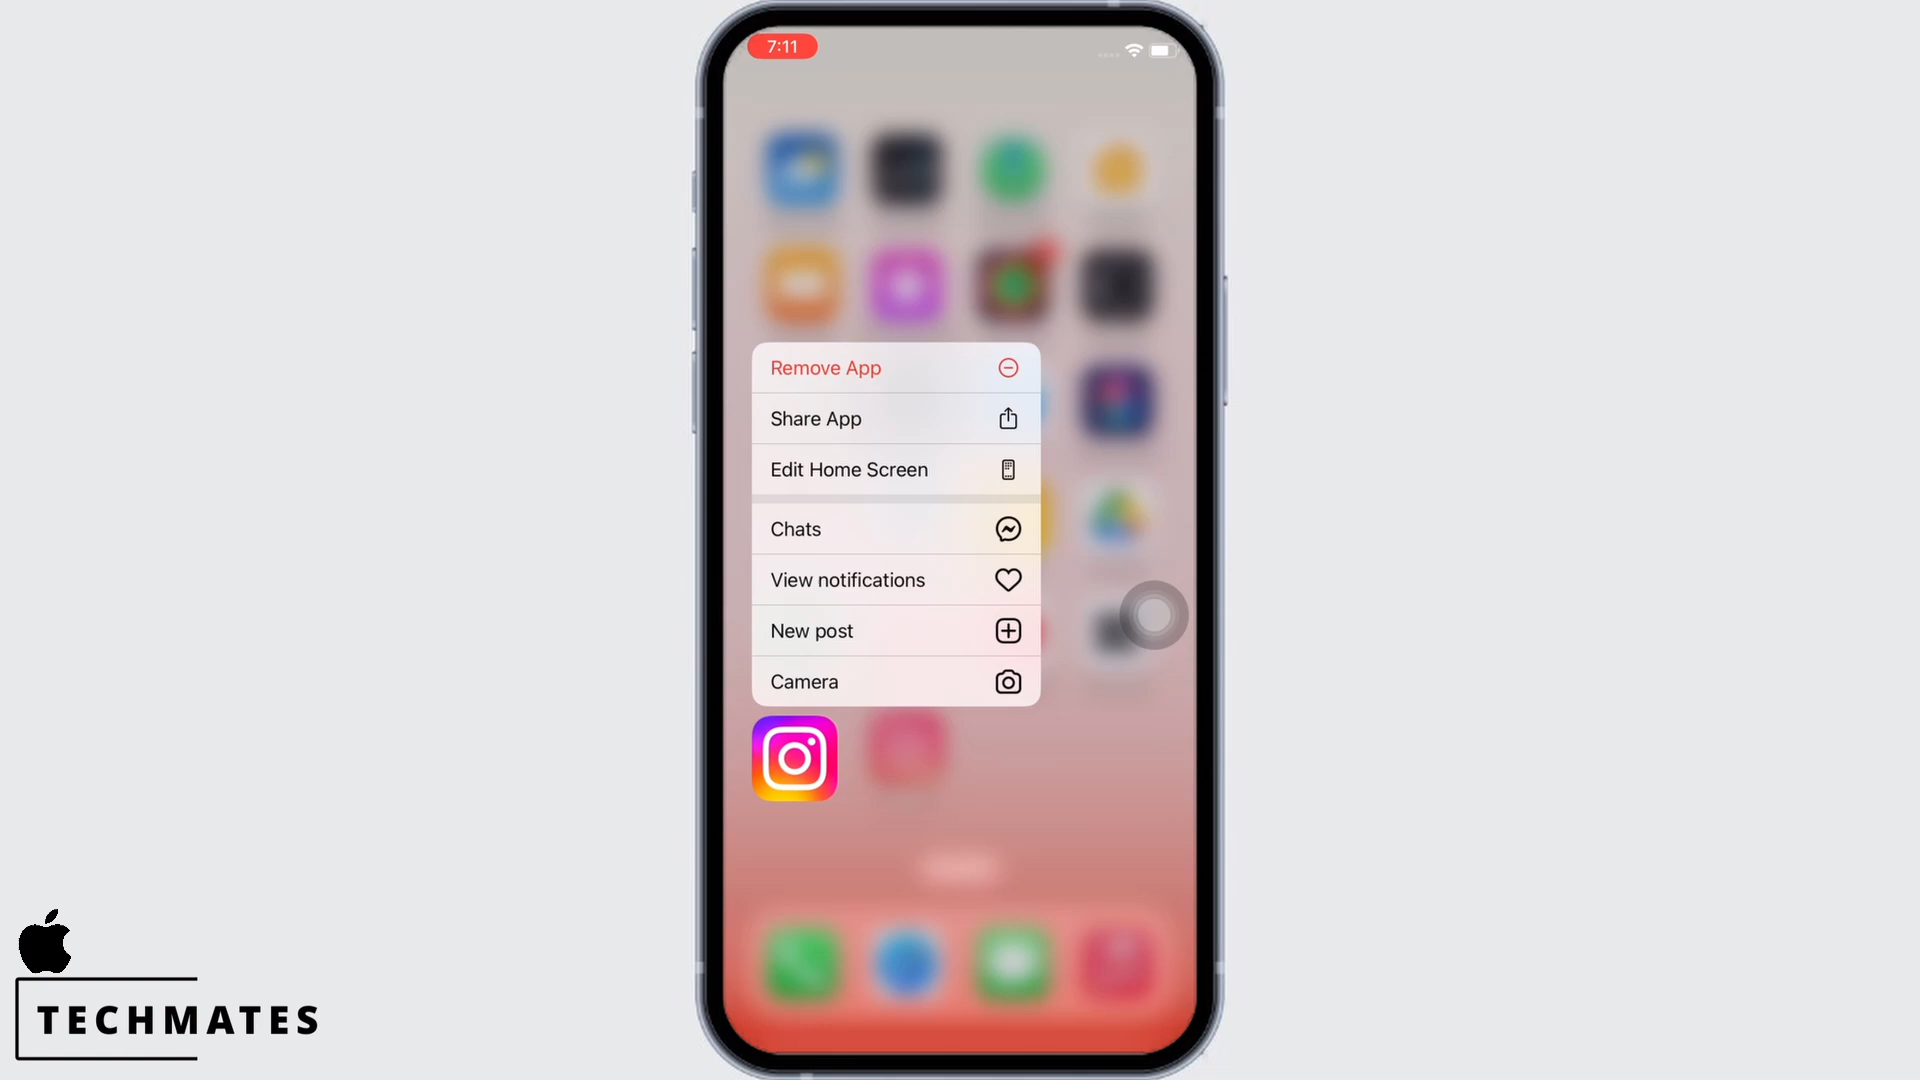 7:11
Remove App
Share App
Edit Home Screen
Chats
View notifications
New post
Camera
TECHMATES